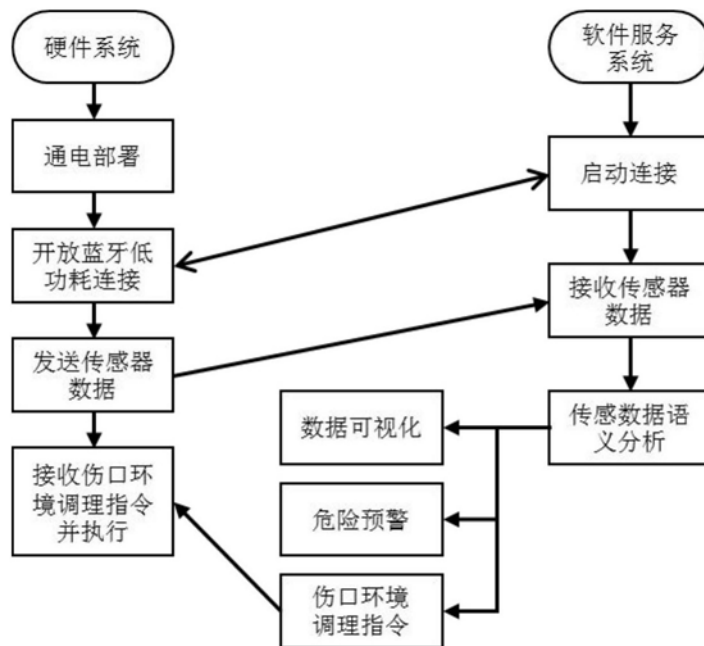 硬件系统
软件服务
系统
通电部署
启动连接
开放蓝牙低
功耗连接
接收传感器
数据
发送传感器
数据
数据可视化
传感数据语
义分析
接收伤口环
境调理指令
并执行
危险预警
伤口环境
调理指令